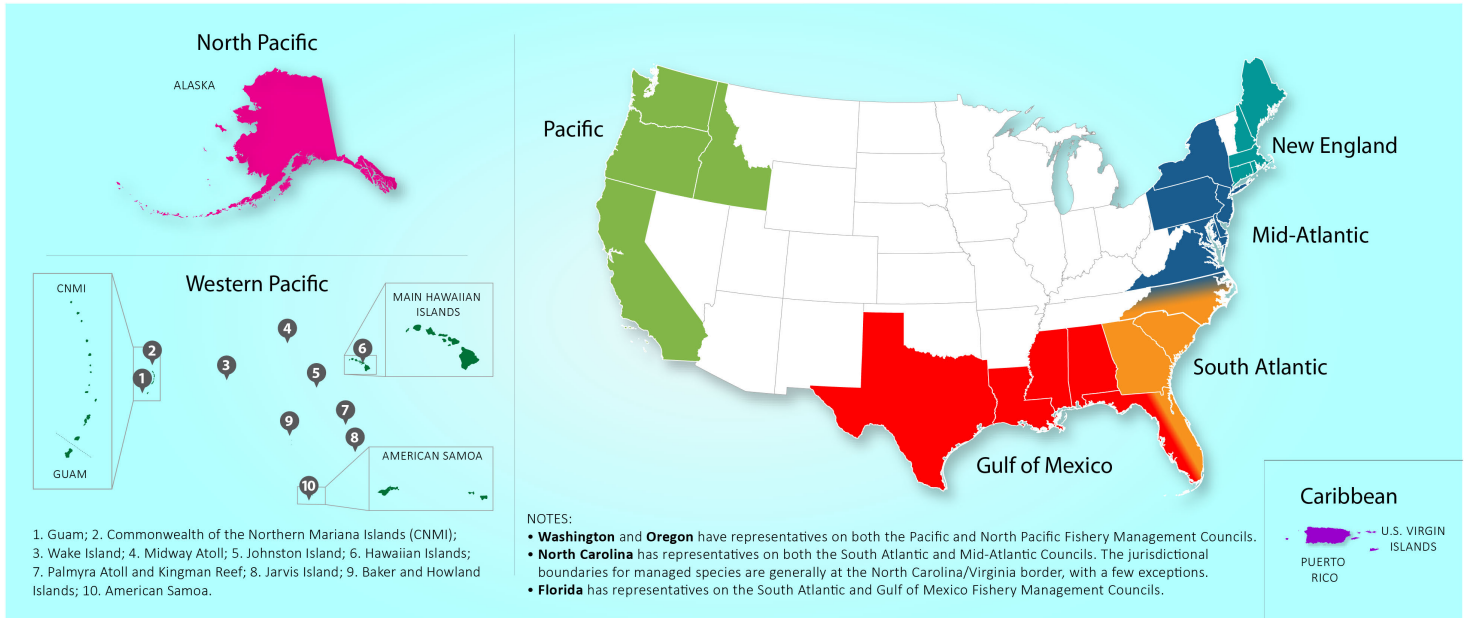 North Pacific
ALASKA
Western Pacific
CNMI
GUAM
MAIN HAWAIIAN
ISLANDS
4
2
6
3
1
5
7
9
8
AMERICAN SAMOA
10
1. Guam; 2. Commonwealth of the Northern Mariana Islands (CNMI);
3. Wake Island; 4. Midway Atoll; 5. Johnston Island; 6. Hawaiian Islands;
7. Palmyra Atoll and Kingman Reef; 8. Jarvis Island; 9. Baker and Howland
Islands; 10. American Samoa.
Pacific
New England
Mid-Atlantic
South Atlantic
Gulf of Mexico
NOTES:
• Washington and Oregon have representatives on both the Pacific and North Pacific Fishery Management Councils.
• North Carolina has representatives on both the South Atlantic and Mid-Atlantic Councils. The jurisdictional
boundaries for managed species are generally at the North Carolina/Virginia border, with a few exceptions.
• Florida has representatives on the South Atlantic and Gulf of Mexico Fishery Management Councils.
Caribbean
U.S. VIRGIN
ISLANDS
PUERTO
RICO